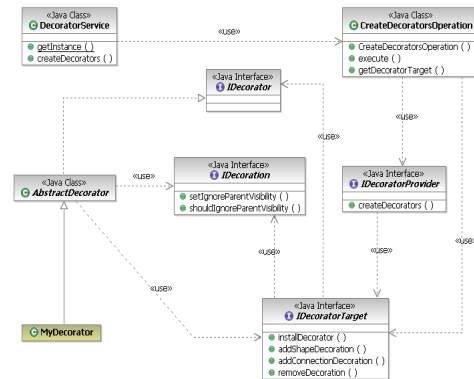 «Java Class»
DecoratorService
getInstance ( )
createDecorators ( )
«use»
«Java Class»
CreateDecoratorsOperation
CreateDecoratorsOperation ( )
execute ( )
getDecoratorTarget ( )
«Java Interface»
IDecorator
«use»
«use»
«Java Class»
AbstractDecorator
«use»
«Java Interface»
IDecoration
setIgnoreParentVisibility ( )
shouldIgnoreParentVisibility ( )
«Java Interface»
IDecoratorProvider
createDecorators ( )
«use»
«use»
«use»
«use»
MyDecorator
«Java Interface»
IDecoratorTarget
installDecorator ( )
addShapeDecoration ( )
addConnectionDecoration ( )
removeDecoration ( )